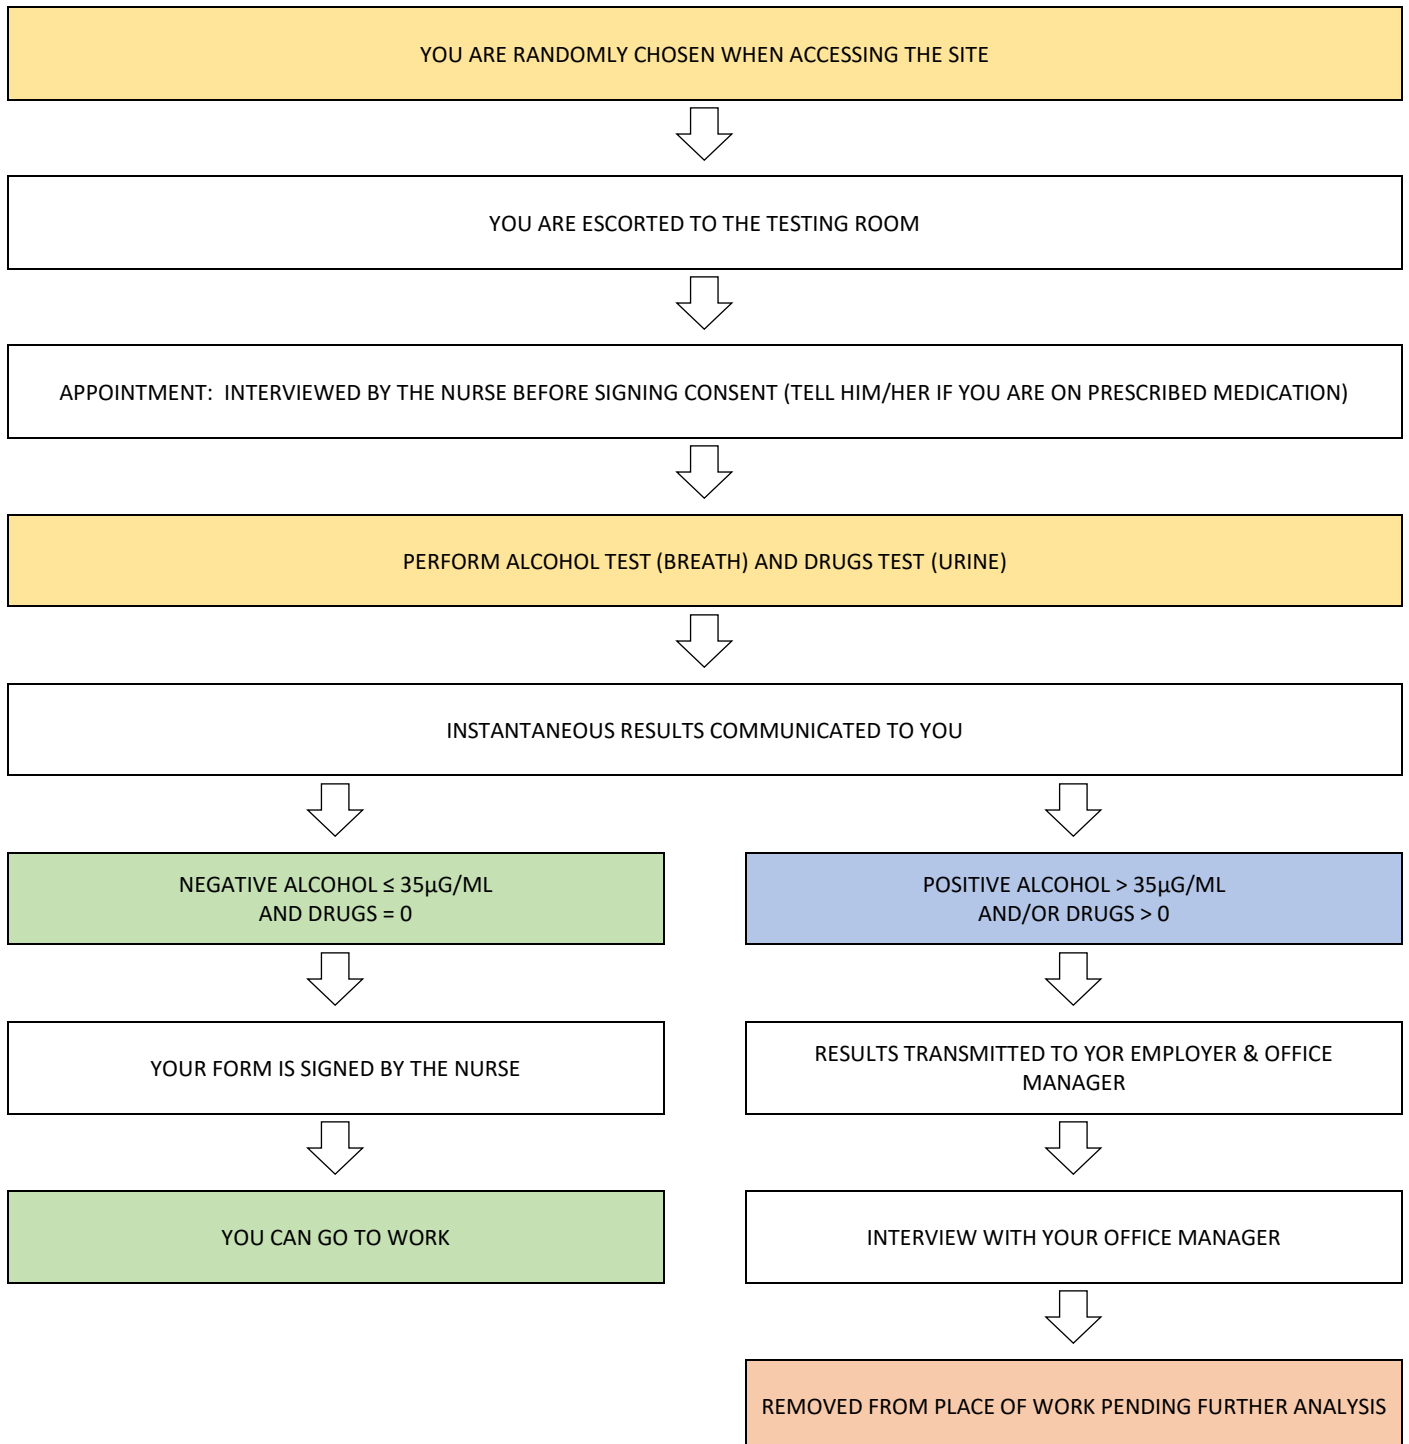 YOU ARE RANDOMLY CHOSEN WHEN ACCESSING THE SITE
YOU ARE ESCORTED TO THE TESTING ROOM
APPOINTMENT:  INTERVIEWED BY THE NURSE BEFORE SIGNING CONSENT (TELL HIM/HER IF YOU ARE ON PRESCRIBED MEDICATION)
PERFORM ALCOHOL TEST (BREATH) AND DRUGS TEST (URINE)
INSTANTANEOUS RESULTS COMMUNICATED TO YOU
NEGATIVE ALCOHOL ≤ 35µG/ML
AND DRUGS = 0
POSITIVE ALCOHOL > 35µG/ML
AND/OR DRUGS > 0
YOUR FORM IS SIGNED BY THE NURSE
RESULTS TRANSMITTED TO YOR EMPLOYER & OFFICE
MANAGER
YOU CAN GO TO WORK
INTERVIEW WITH YOUR OFFICE MANAGER
REMOVED FROM PLACE OF WORK PENDING FURTHER ANALYSIS